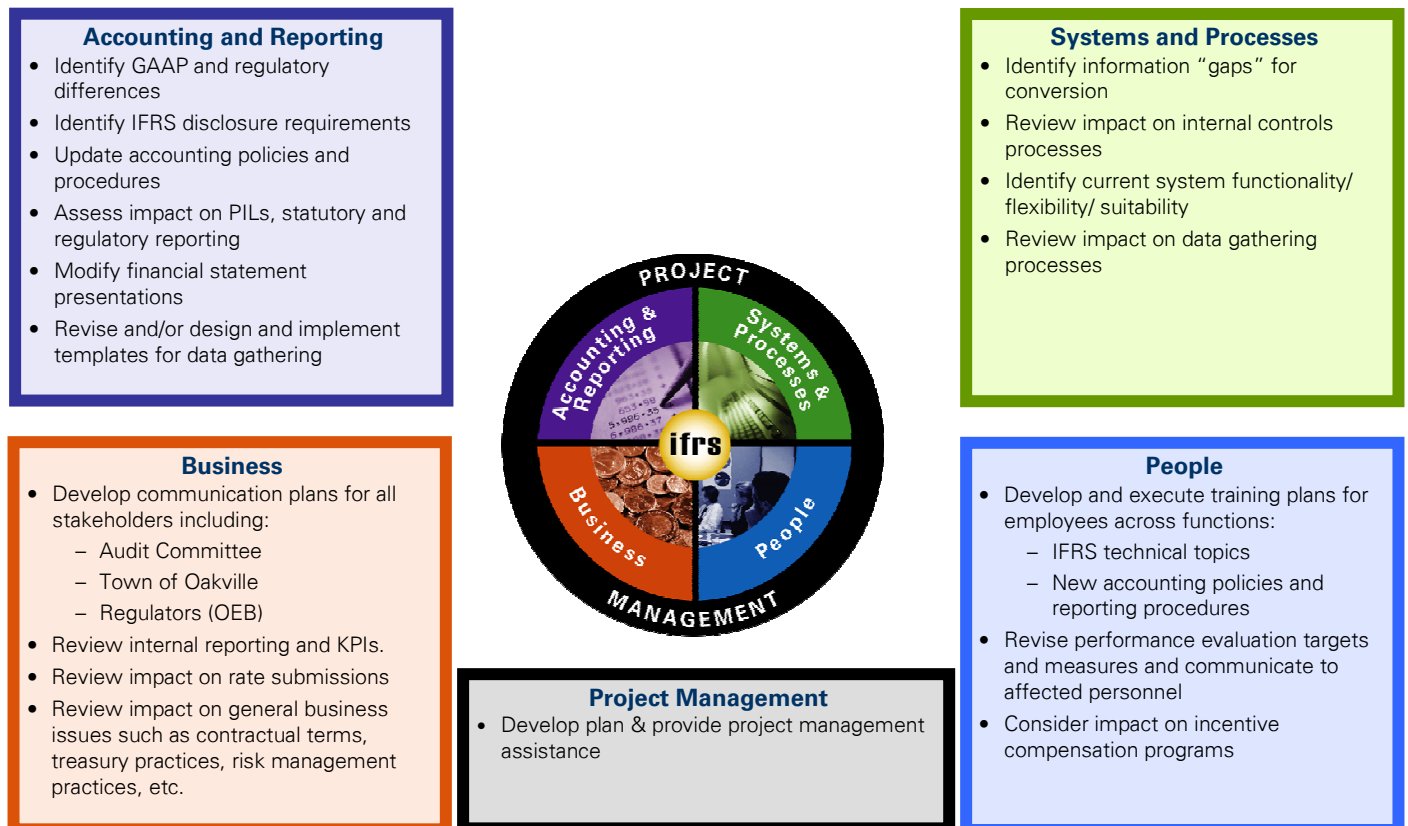 Accounting and Reporting
• Identify GAAP and regulatory
differences
• Identify IFRS disclosure requirements
• Update accounting policies and
procedures
• Assess impact on PILs, statutory and
regulatory reporting
• Modify financial statement
presentations
• Revise and/or design and implement
templates for data gathering
Systems and Processes
• Identify information “gaps” for
conversion
• Review impact on internal controls
processes
• Identify current system functionality/
flexibility/ suitability
• Review impact on data gathering
processes
PROJECT
Accounting &
Reporting
Systems &
Processes
653•98
5,986•35
6,986•37
ifrs
Business
People
MANAGEMENT
Business
• Develop communication plans for all
stakeholders including:
– Audit Committee
– Town of Oakville
– Regulators (OEB)
• Review internal reporting and KPIs.
• Review impact on rate submissions
• Review impact on general business
issues such as contractual terms,
treasury practices, risk management
practices, etc.
Project Management
• Develop plan & provide project management
assistance
People
• Develop and execute training plans for
employees across functions:
– IFRS technical topics
– New accounting policies and
reporting procedures
• Revise performance evaluation targets
and measures and communicate to
affected personnel
• Consider impact on incentive
compensation programs